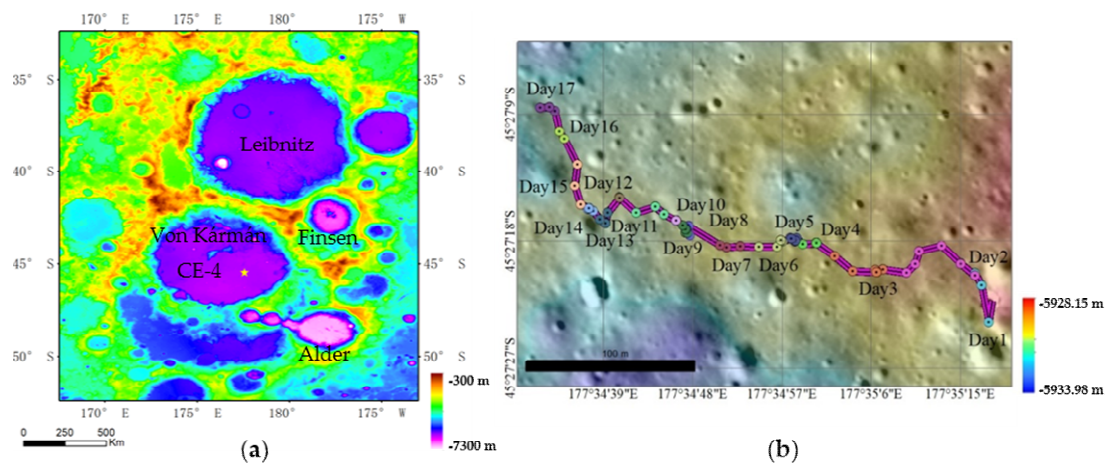 170° E 175° E 180° 175° W
35° S
40° S
45° S
50° S
35° S
40° S
45° S
50° S
Leibnitz
Von Kármán
Finsen
CE-4
Alder
170° E 175° E 180° 175° W
0 250 500
Km
-300 m
-7300 m
(a)
45°27'9"S
45°27'18"S
45°27'27"S
Day17
Day16
Day15
Day12
Day14
Day13
Day11
Day10
Day9
Day8
Day7
Day6
Day5
Day4
Day3
Day2
Day1
100 m
177°34'39"E 177°34'48"E 177°34'57"E 177°35'6"E 177°35'15"E
-5928.15 m
-5933.98 m
(b)